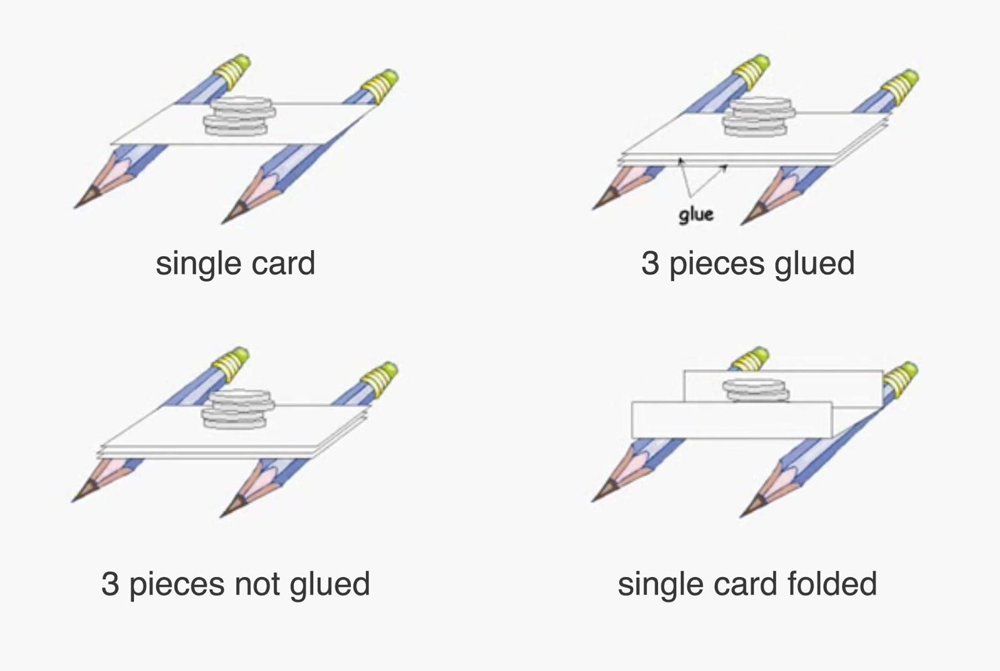 glue
single card
3 pieces glued
3 pieces not glued
single card folded